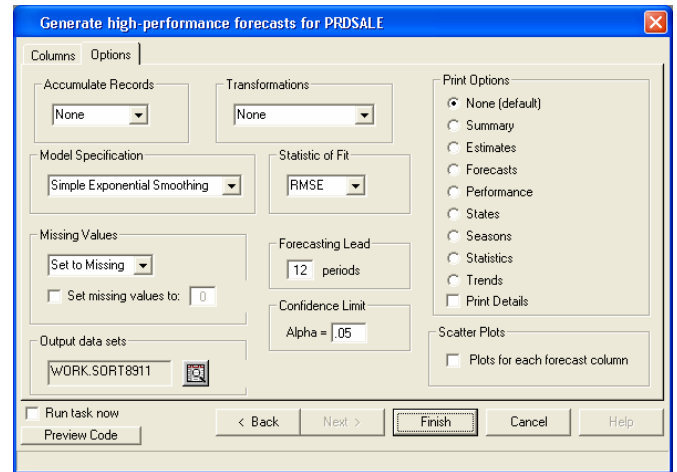 Generate high-performance forecasts for PRDSALE
Columns Options
Accumulate Records
None
Transformations
None
Model Specification
Simple Exponential Smoothing
Statistic of Fit
RMSE
Missing Values
Set to Missing
Set missing values to: 0
Forecasting Lead
12 periods
Confidence Limit
Alpha = .05
Output data sets
WORK.SORT8911
Print Options
None (default)
Summary
Estimates
Forecasts
Performance
States
Seasons
Statistics
Trends
Print Details
Scatter Plots
Plots for each forecast column
Run task now
Preview Code
< Back Next > Finish Cancel Help